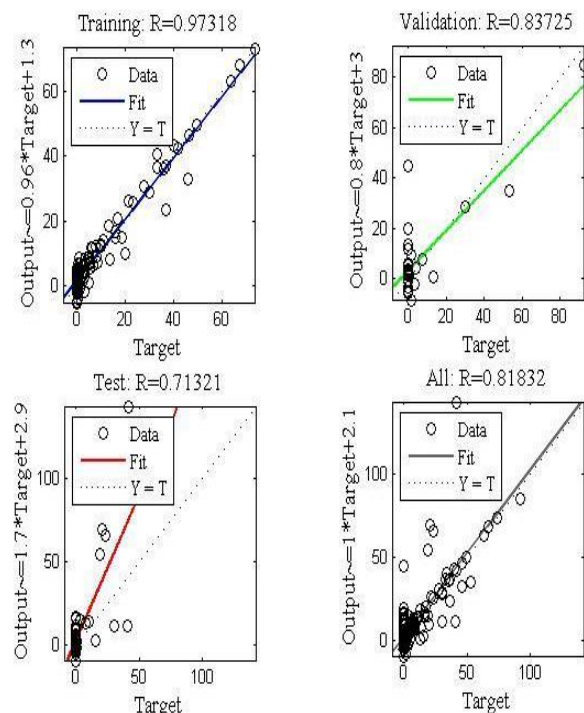 Training: R=0.97318
Output~=0.96*Target+1.3
60
40
20
0
Data
Fit
Y = T
0
20
40
60
Target
Validation: R=0.83725
Output~=0.8*Target+3
80
60
40
20
0
Data
Fit
Y = T
0
20
40
60
80
Target
Test: R=0.71321
Output~=1.7*Target+2.9
100
50
0
Data
Fit
Y = T
0
50
100
Target
All: R=0.81832
Output~=1*Target+2.1
100
50
0
Data
Fit
Y = T
0
50
100
Target